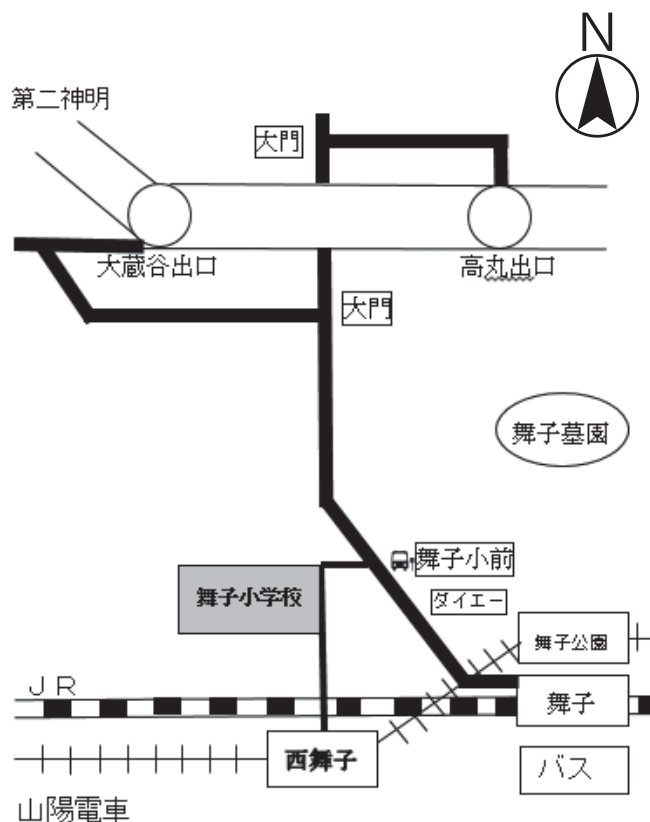 N
第二神明
大門
大蔵谷出口
高丸出口
大門
舞子墓園
舞子小前
舞子小学校
ダイエー
舞子公園
JR
舞子
西舞子
バス
山陽電車